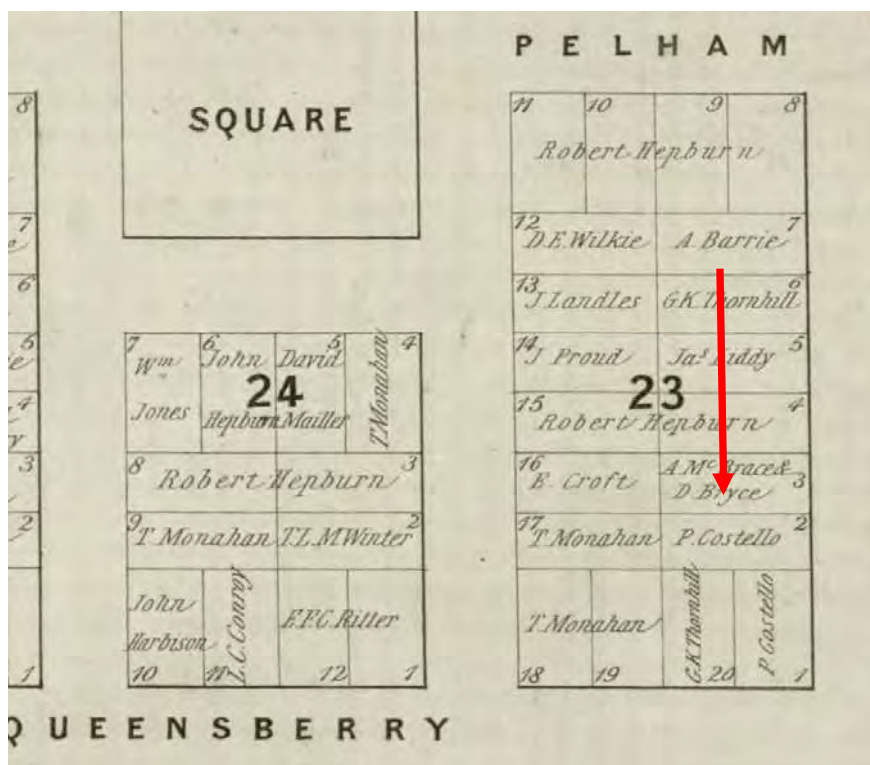 PELHAM
SQUARE
8
7
6
5
4
3
2
1
11 10 9 8
Robert Hepburn
12 7
D.E. Wilkie A. Barrie
13 6
J Landles G.K. Thornhill
14 5
J Proud Jas Liddy
23
15 4
Robert Hepburn
16 3
E. Croft A. Mc Brace &
D. Bryce
17 2
T. Monahan P. Costello
T. Monahan G.K. Thornhill P. Costello
18 19 20 1
7 6 5 4
Wm Jones
John Hepburn
David Mailler
T. Monahan
24
8 3
Robert Hepburn
9 2
T. Monahan T.L.M Winter
John Harbison
L.C. Conroy
F.F.C. Ritter
10 11 12 1
QUEENSBERRY